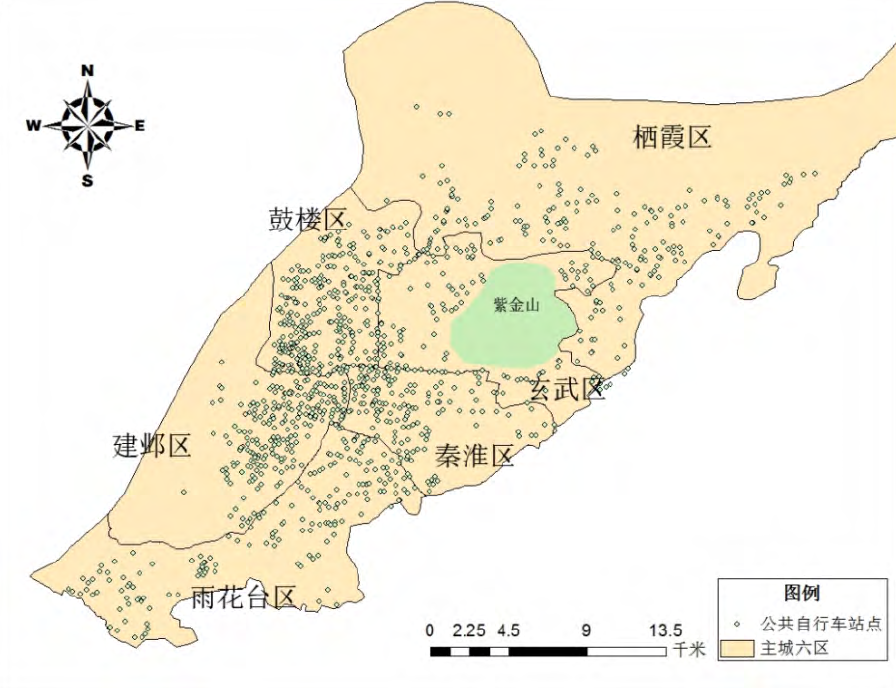 N
W E
S
栖霞区
鼓楼区
紫金山
玄武区
建邺区
秦淮区
雨花台区
图例
公共自行车站点
主城六区
0 2.25 4.5 9 13.5
千米